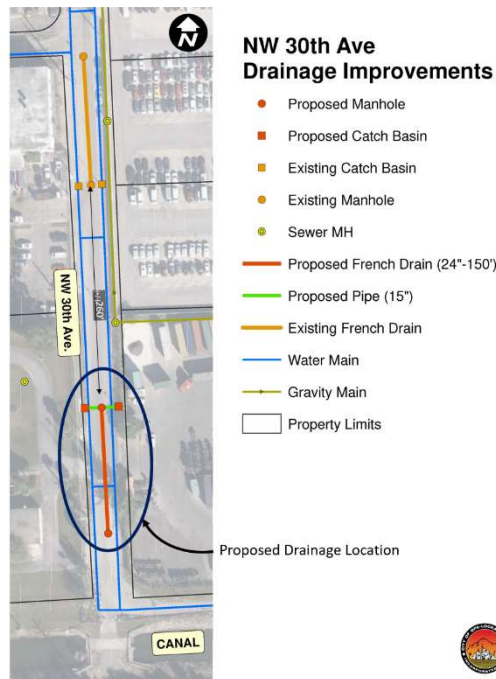 N
NW 30th Ave
Drainage Improvements
Proposed Manhole
Proposed Catch Basin
Existing Catch Basin
Existing Manhole
Sewer MH
Proposed French Drain (24"-150')
Proposed Pipe (15")
Existing French Drain
Water Main
Gravity Main
Property Limits
NW 30th Ave.
Proposed Drainage Location
CANAL